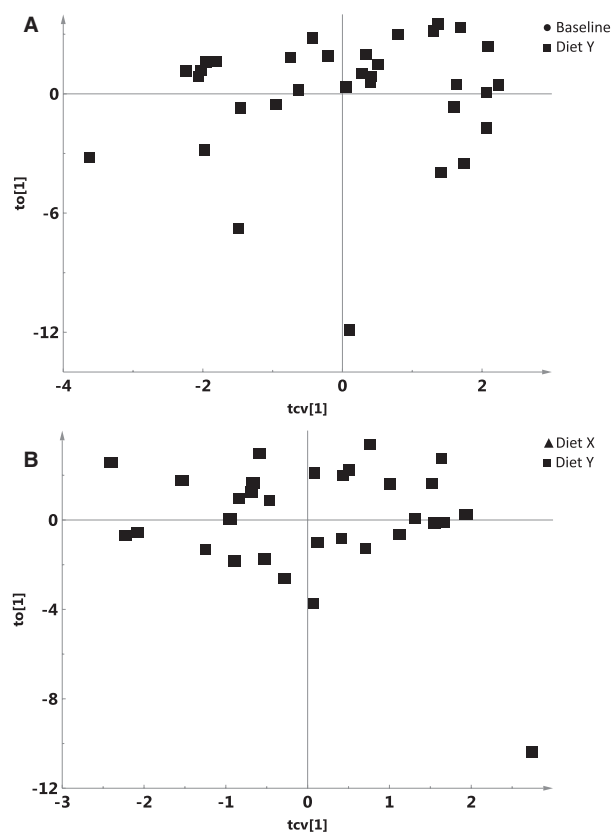 A
● Baseline
■ Diet Y
0
-6
-12
to[1]
-4 -2 0 2
tcv[1]
B
▲ Diet X
■ Diet Y
0
-4
-8
-12
to[1]
-3 -2 -1 0 1 2
tcv[1]